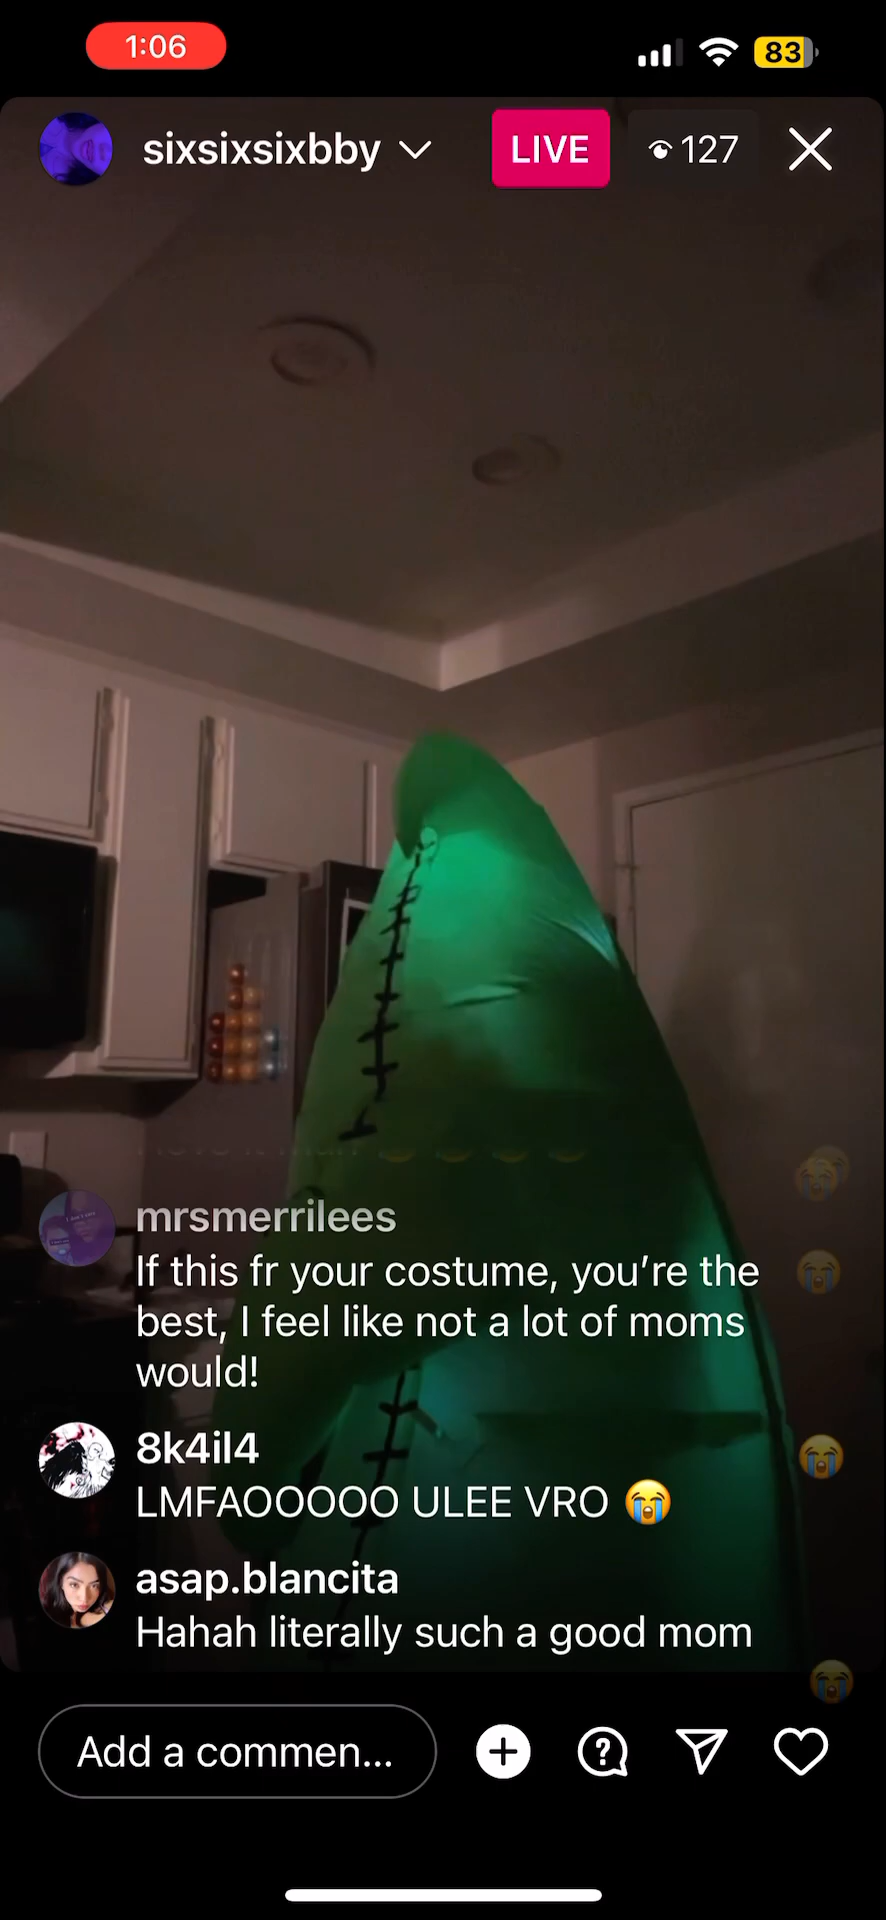 1:06
83
sixsixsixbby
LIVE
127
mrsmerrilees
If this fr your costume, you're the
best, I feel like not a lot of moms
would!
8k4il4
LMFAOOOOO ULEE VRO 😭
asap.blancita
Hahah literally such a good mom
Add a commen...